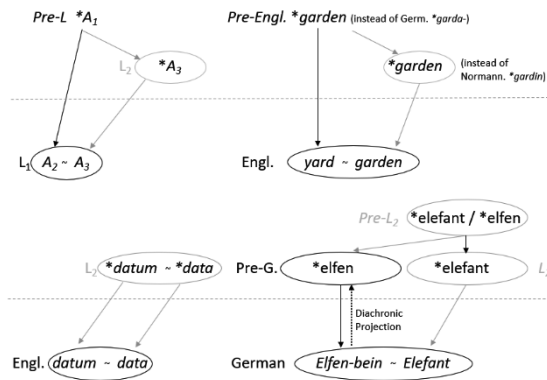 Pre-L *A₁
L₂ *A₃
L₁ A₂ ~ A₃
Pre-Engl. *garden (instead of Germ. *garda-)
*garden (instead of
Normann. *gardin)
Engl. yard ~ garden
L₂ *datum ~ *data
Engl. datum ~ data
Pre-L₂ *elefant / *elfen
Pre-G. *elfen *elefant
Diachronic
Projection
German Elfen-bein ~ Elefant